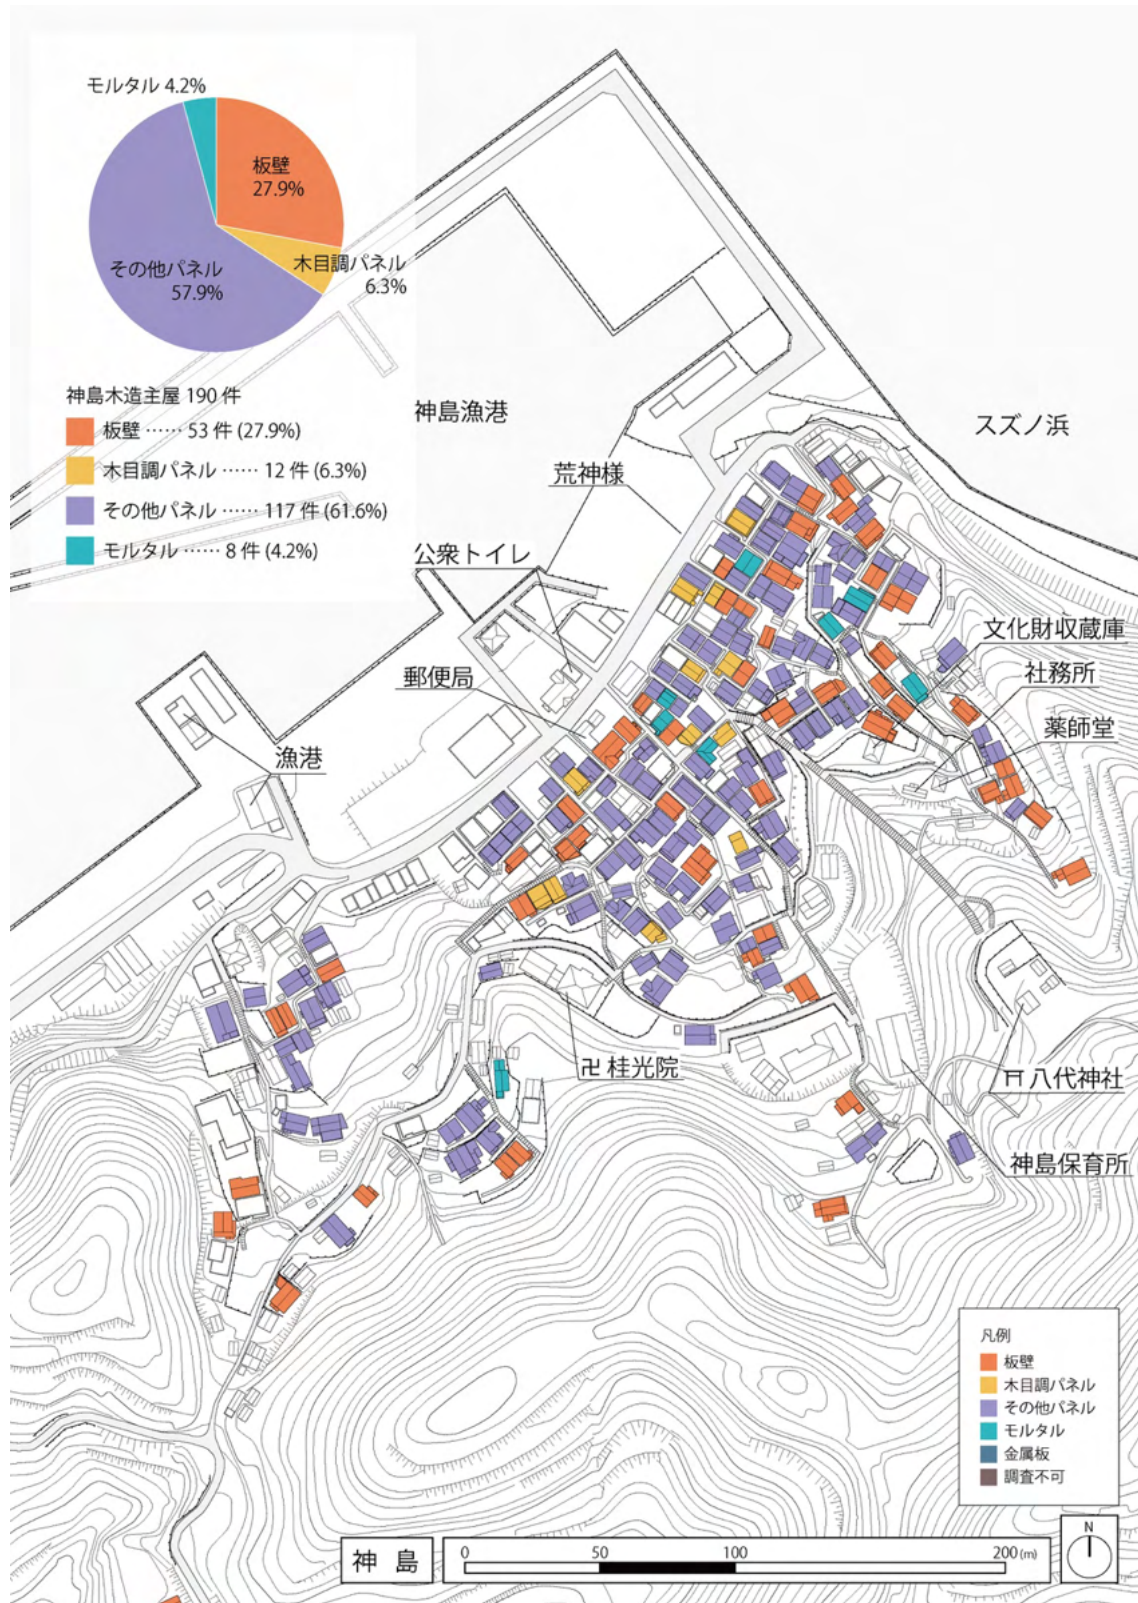 モルタル 4.2%
板壁
27.9%
木目調パネル
6.3%
その他パネル
57.9%
神島木造主屋 190 件
板壁 …… 53 件 (27.9%)
木目調パネル …… 12 件 (6.3%)
その他パネル …… 117 件 (61.6%)
モルタル …… 8 件 (4.2%)
神島漁港
スズノ浜
荒神様
公衆トイレ
文化財収蔵庫
社務所
郵便局
薬師堂
漁港
卍桂光院
⛩八代神社
神島保育所
凡例
板壁
木目調パネル
その他パネル
モルタル
金属板
調査不可
神 島
0 50 100 200 (m)
N